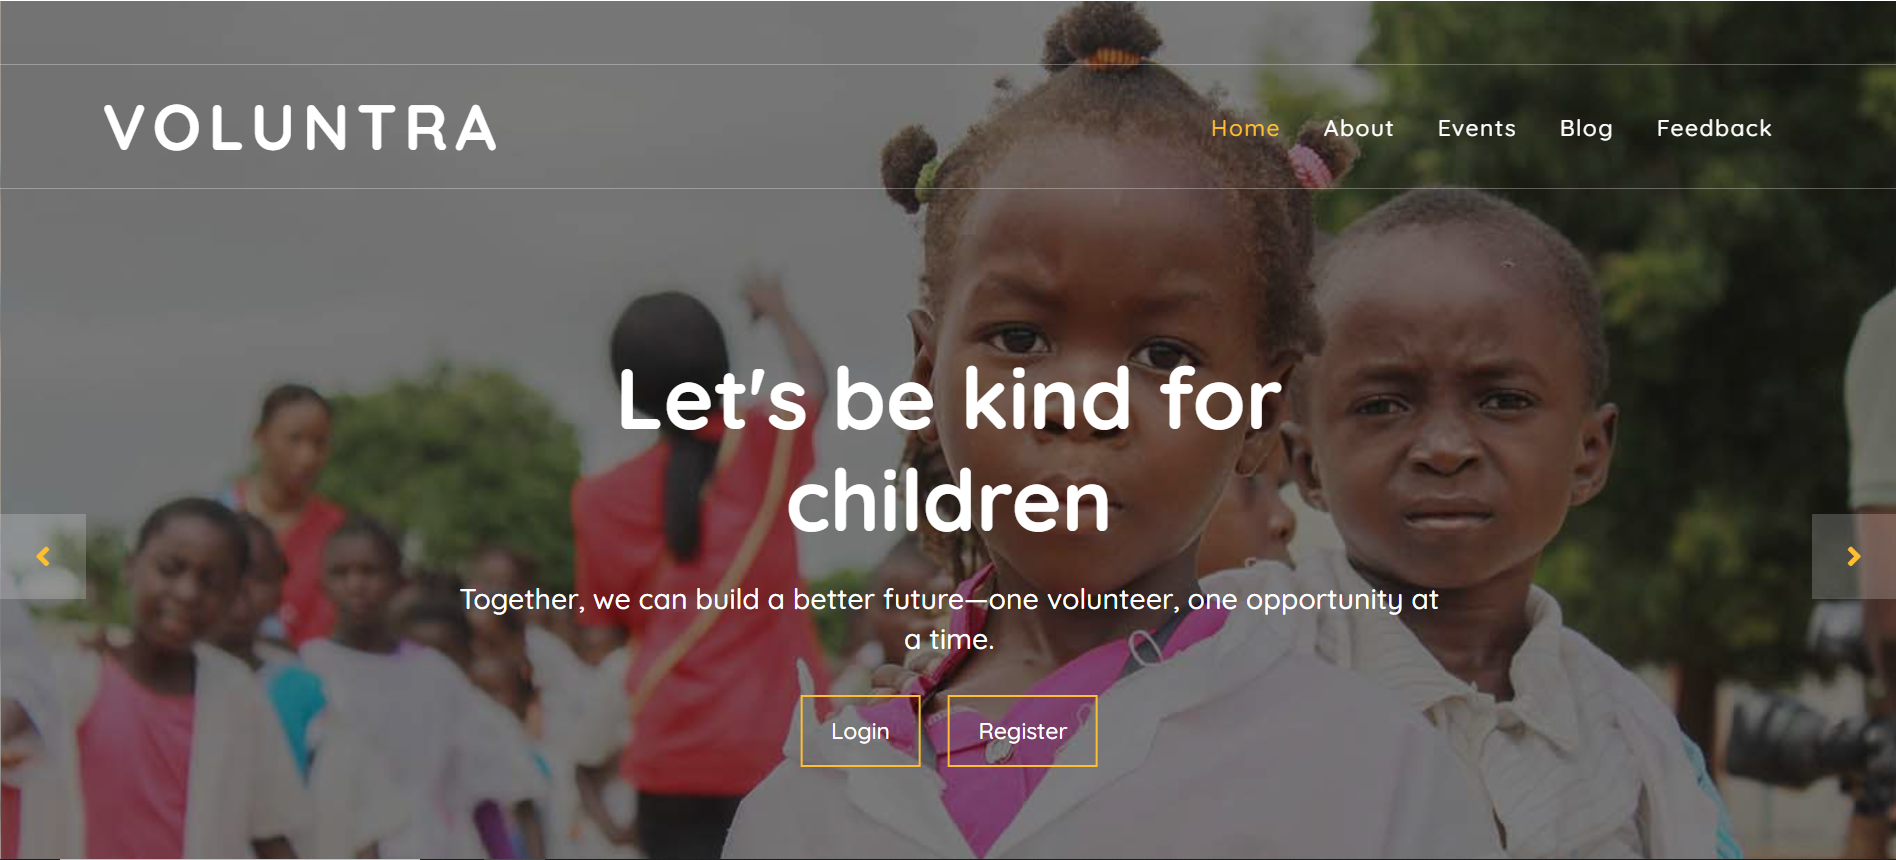 VOLUNTRA
Home About Events Blog Feedback
Let's be kind for
children
Together, we can build a better future—one volunteer, one opportunity at
a time.
Login Register